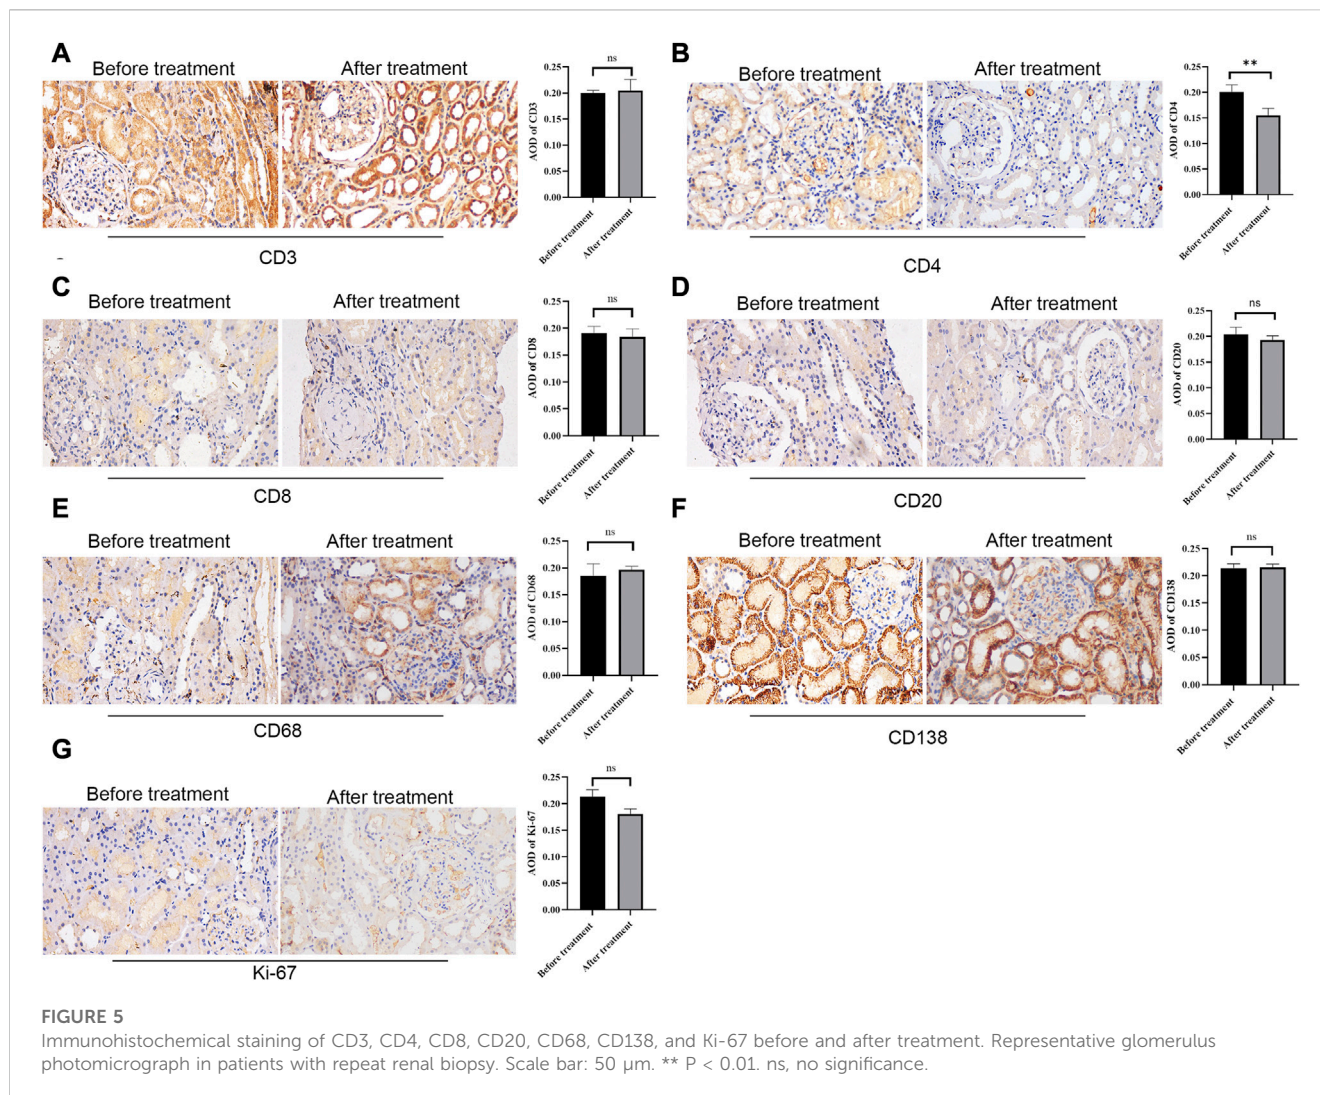 A
Before treatment
After treatment
CD3
AOD of CD3
0.25
0.20
0.15
0.10
0.05
0.00
ns
Before treatment
After treatment
B
Before treatment
After treatment
CD4
AOD of CD4
0.25
0.20
0.15
0.10
0.05
0.00
**
Before treatment
After treatment
C
Before treatment
After treatment
CD8
AOD of CD8
0.25
0.20
0.15
0.10
0.05
0.00
ns
Before treatment
After treatment
D
Before treatment
After treatment
CD20
AOD of CD20
0.25
0.20
0.15
0.10
0.05
0.00
ns
Before treatment
After treatment
E
Before treatment
After treatment
CD68
AOD of CD68
0.25
0.20
0.15
0.10
0.05
0.00
ns
Before treatment
After treatment
F
Before treatment
After treatment
CD138
AOD of CD138
0.25
0.20
0.15
0.10
0.05
0.00
ns
Before treatment
After treatment
G
Before treatment
After treatment
Ki-67
AOD of Ki-67
0.25
0.20
0.15
0.10
0.05
0.00
ns
Before treatment
After treatment
FIGURE 5
Immunohistochemical staining of CD3, CD4, CD8, CD20, CD68, CD138, and Ki-67 before and after treatment. Representative glomerulus
photomicrograph in patients with repeat renal biopsy. Scale bar: 50 µm. ** P < 0.01. ns, no significance.